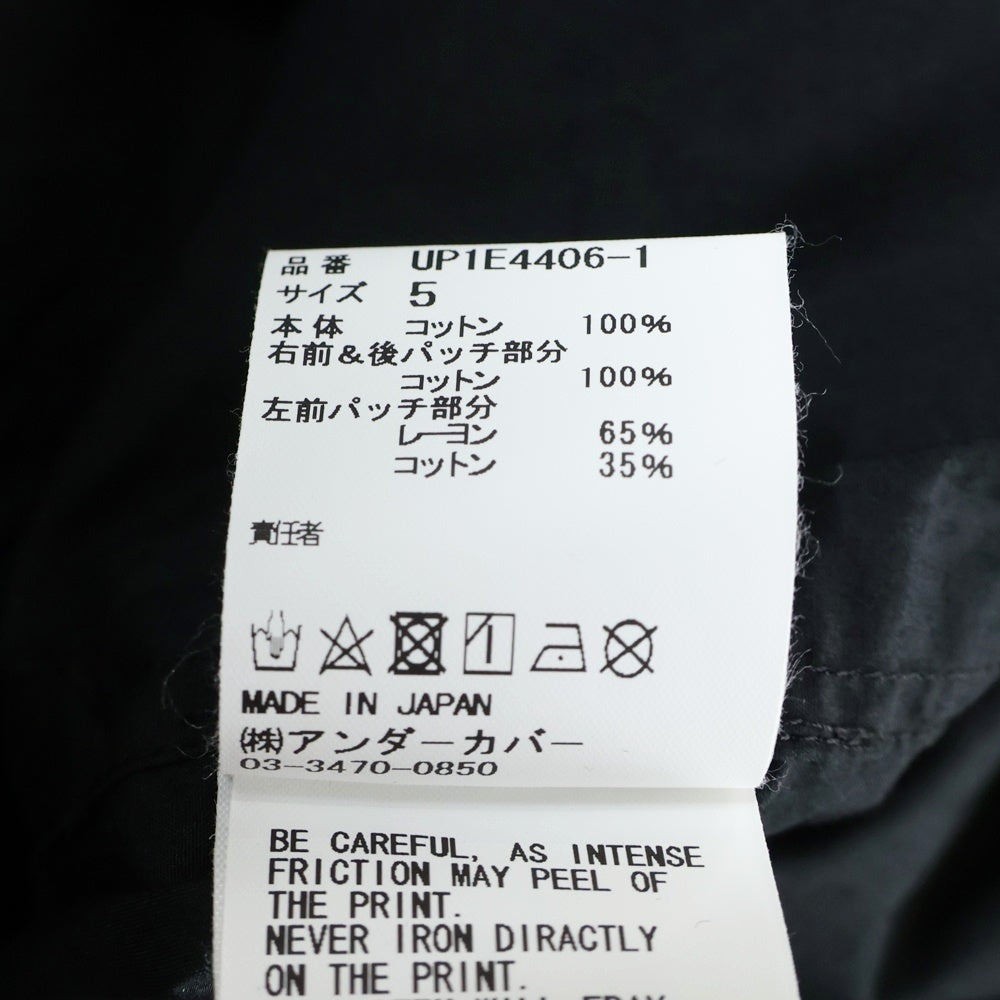 品番 UP1E4406-1
サイズ 5
本体 コットン 100%
右前&後パッチ部分
コットン 100%
左前パッチ部分
レーヨン 65%
コットン 35%
責任者
MADE IN JAPAN
㈱アンダーカバー
03-3470-0850
BE CAREFUL, AS INTENSE
FRICTION MAY PEEL OF
THE PRINT.
NEVER IRON DIRACTLY
ON THE PRINT.